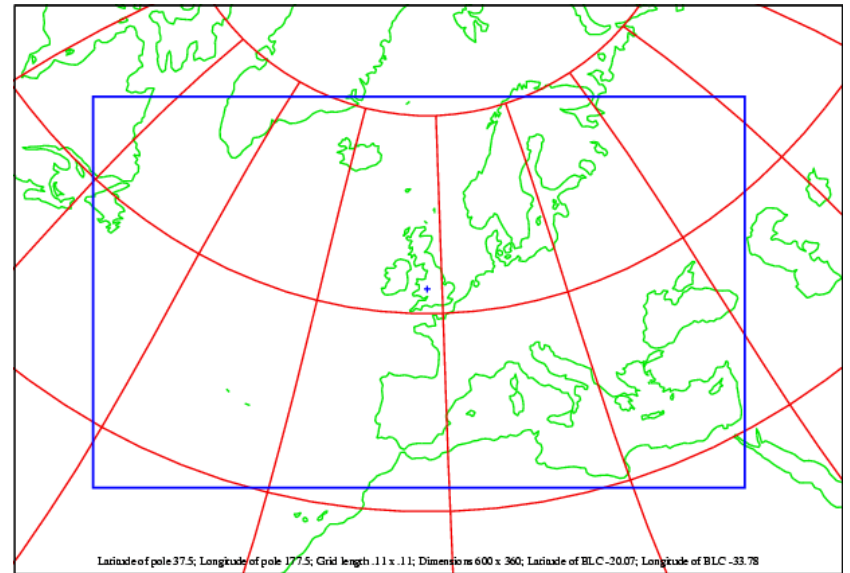 Latitude of pole 37.5; Longitude of pole 177.5; Grid length .11 x .11; Dimensions 600 x 360; Latitude of BLC -20.07; Longitude of BLC -33.78